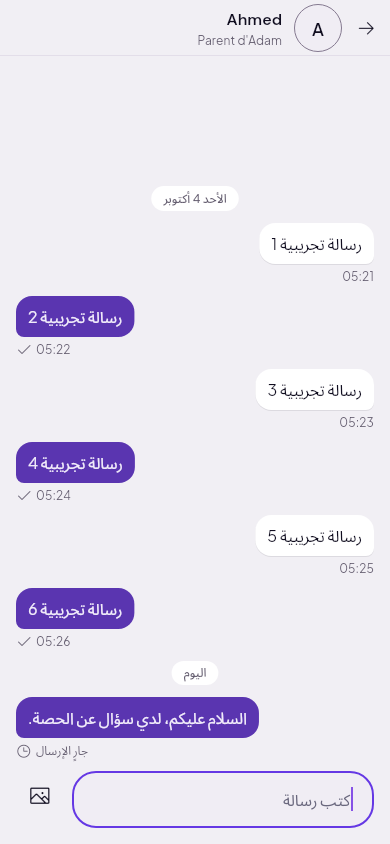 Ahmed
Parent d'Adam
A
الأحد 4 أكتوبر
رسالة تجريبية 1
05:21
رسالة تجريبية 2
05:22
رسالة تجريبية 3
05:23
رسالة تجريبية 4
05:24
رسالة تجريبية 5
05:25
رسالة تجريبية 6
05:26
اليوم
السلام عليكم، لدي سؤال عن الحصة.
جارٍ الإرسال
كتب رسالة